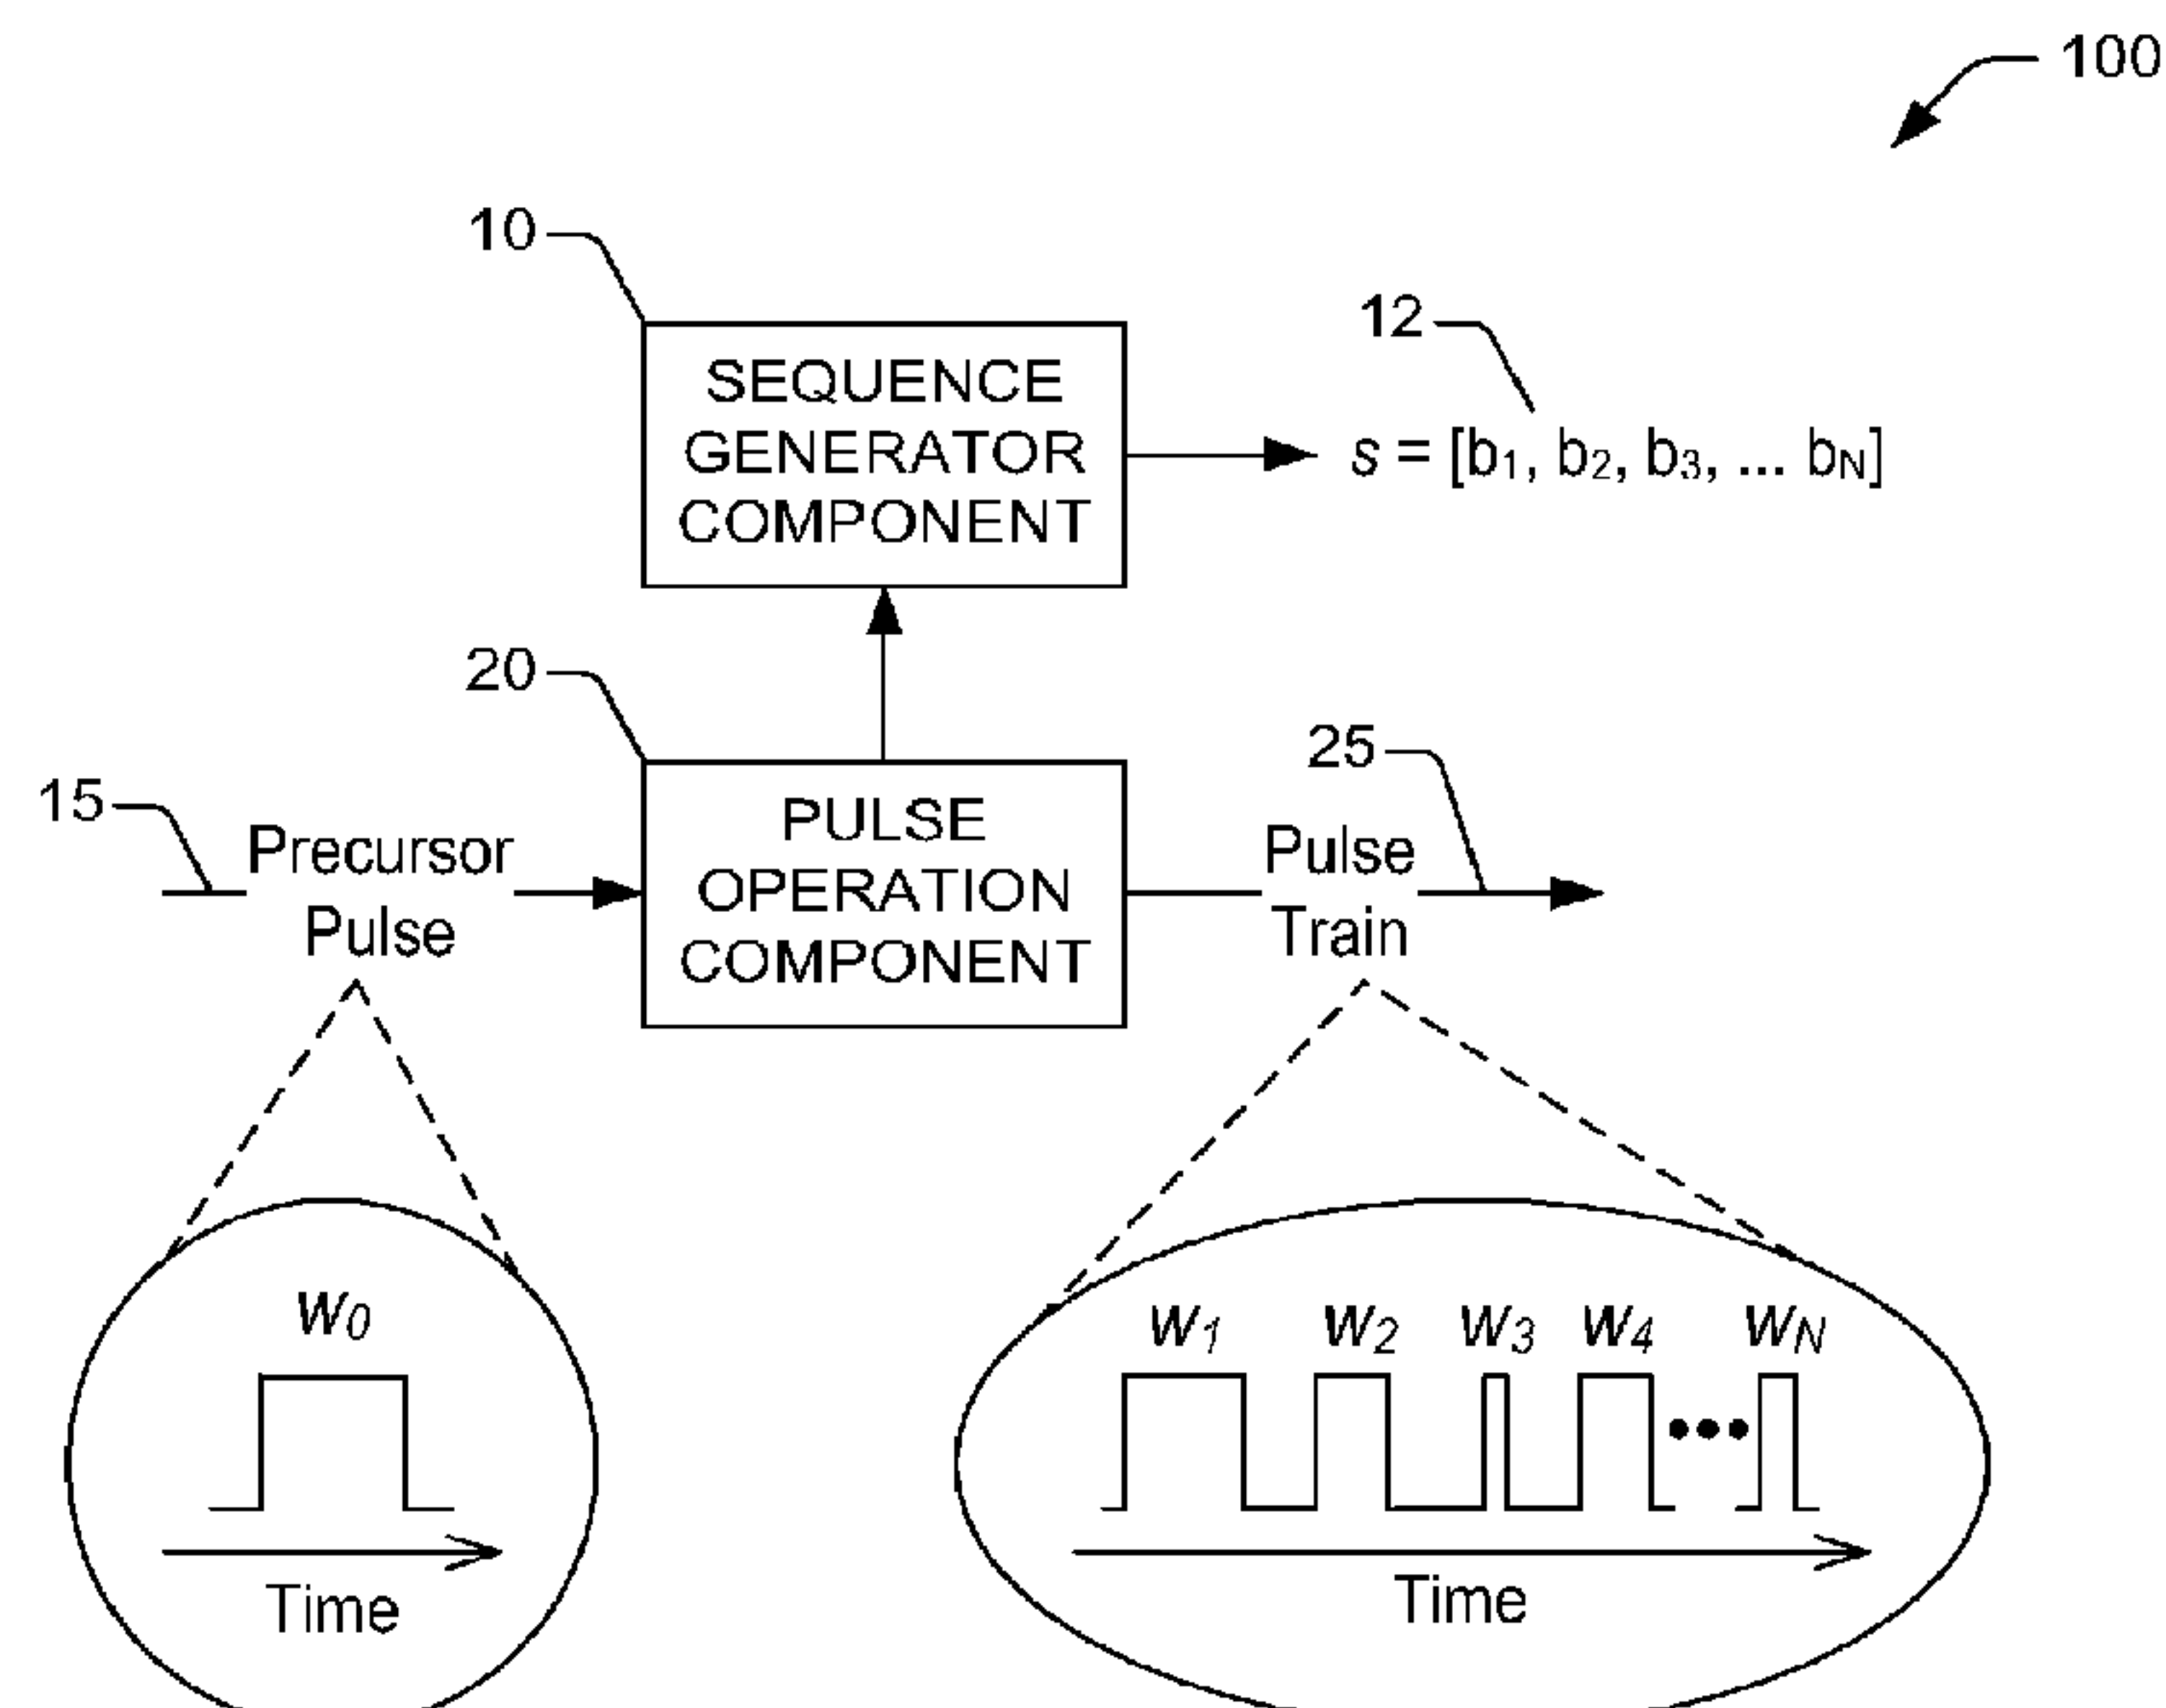 100
10
SEQUENCE
GENERATOR
COMPONENT
12
s = [b1, b2, b3, ... bN]
20
PULSE
OPERATION
COMPONENT
15
Precursor
Pulse
25
Pulse
Train
W0
Time
W1 W2 W3 W4 ••• WN
Time